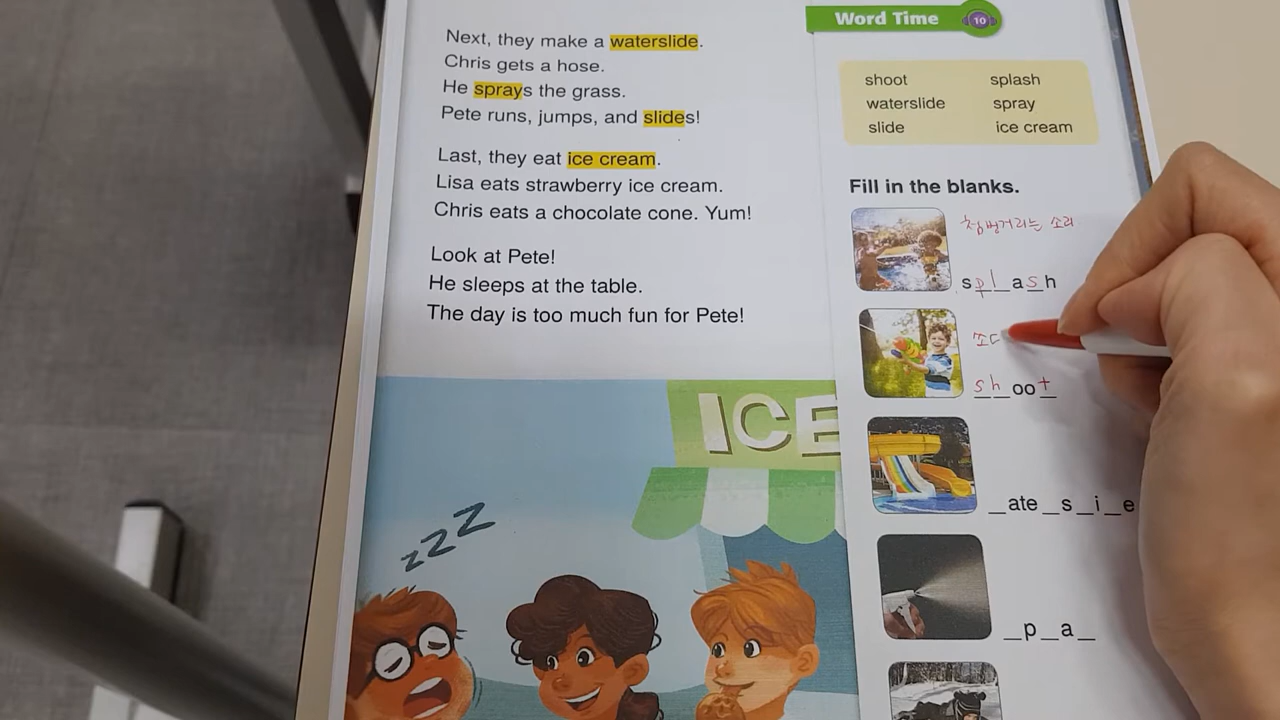 Next, they make a waterslide.
Chris gets a hose.
He sprays the grass.
Pete runs, jumps, and slides!
Last, they eat ice cream.
Lisa eats strawberry ice cream.
Chris eats a chocolate cone. Yum!
Look at Pete!
He sleeps at the table.
The day is too much fun for Pete!
ICE
zZZ
Word Time 10
shoot splash
waterslide spray
slide ice cream
Fill in the blanks.
첨벙거리는 소리
splash
쏘다
shoot
_ate_s_i_e
_p_a_